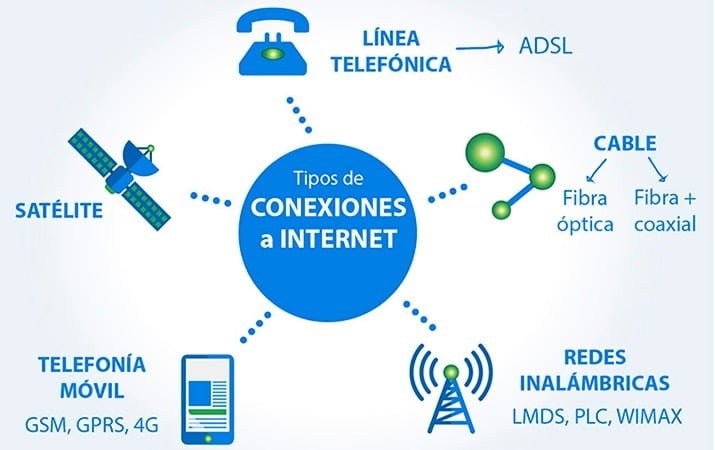 LÍNEA
TELEFÓNICA
ADSL
CABLE
Fibra
óptica
Fibra +
coaxial
Tipos de
CONEXIONES
a INTERNET
SATÉLITE
TELEFONÍA
MÓVIL
GSM, GPRS, 4G
REDES
INALÁMBRICAS
LMDS, PLC, WIMAX